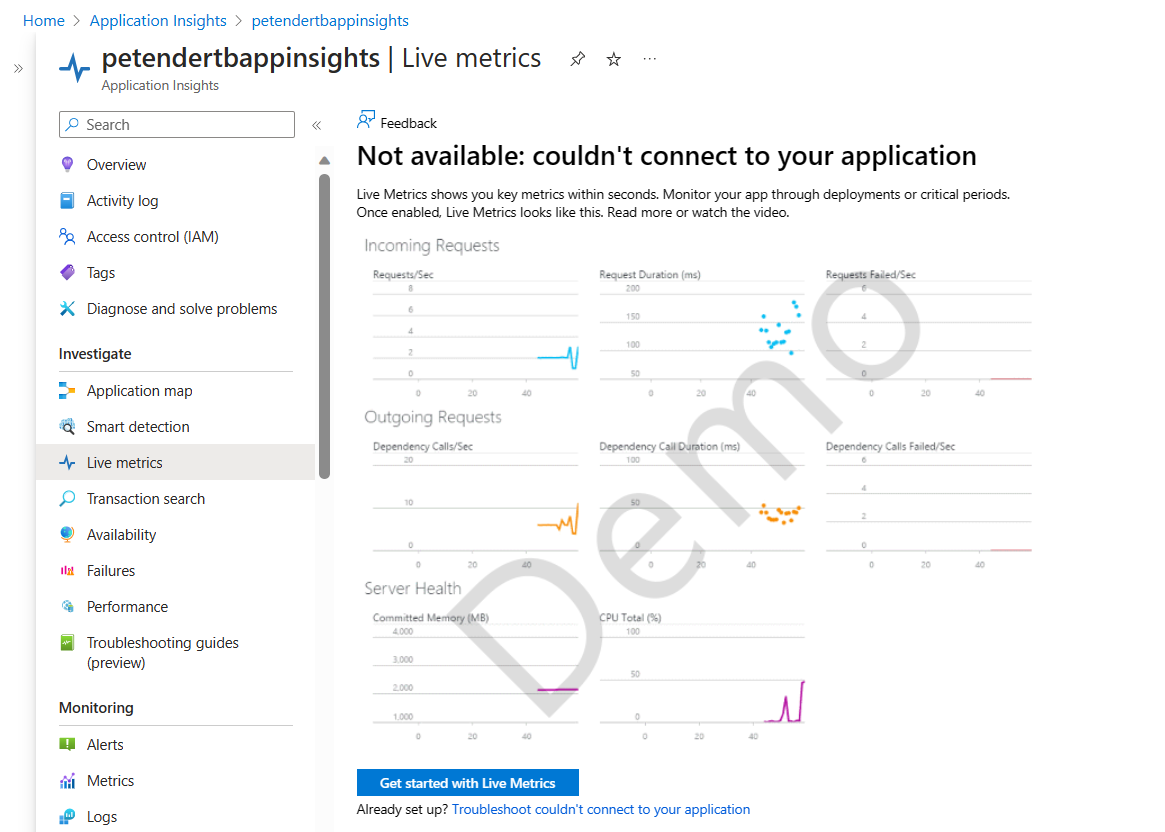 Home > Application Insights > petendertbappinsights
»
petendertbappinsights | Live metrics ...
Application Insights
Search
«
Overview
Activity log
Access control (IAM)
Tags
Diagnose and solve problems
Investigate
Application map
Smart detection
Live metrics
Transaction search
Availability
Failures
Performance
Troubleshooting guides
(preview)
Monitoring
Alerts
Metrics
Logs
Feedback
Not available: couldn't connect to your application
Live Metrics shows you key metrics within seconds. Monitor your app through deployments or critical periods.
Once enabled, Live Metrics looks like this. Read more or watch the video.
Demo
Incoming Requests
Requests/Sec
8
6
4
2
0
0 20 40
Request Duration (ms)
200
150
100
50
0 20 40
Requests Failed/Sec
6
4
2
0
0 20 40
Outgoing Requests
Dependency Calls/Sec
20
10
0
0 20 40
Dependency Call Duration (ms)
100
50
0
0 20 40
Dependency Calls Failed/Sec
6
4
2
0
0 20 40
Server Health
Committed Memory (MB)
4,000
3,000
2,000
1,000
0 20 40
CPU Total (%)
100
50
0
0 20 40
Get started with Live Metrics
Already set up? Troubleshoot couldn't connect to your application